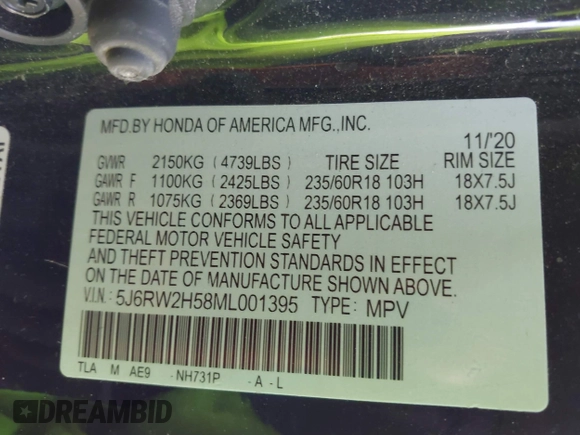 MFD.BY HONDA OF AMERICA MFG.,INC.
11/'20
GVWR 2150KG (4739LBS) TIRE SIZE RIM SIZE
GAWR F 1100KG (2425LBS) 235/60R18 103H 18X7.5J
GAWR R 1075KG (2369LBS) 235/60R18 103H 18X7.5J
THIS VEHICLE CONFORMS TO ALL APPLICABLE
FEDERAL MOTOR VEHICLE SAFETY
AND THEFT PREVENTION STANDARDS IN EFFECT
ON THE DATE OF MANUFACTURE SHOWN ABOVE.
V.I.N.: 5J6RW2H58ML001395 TYPE: MPV
TLA M AE9 - NH731P - A - L
DREAMBID